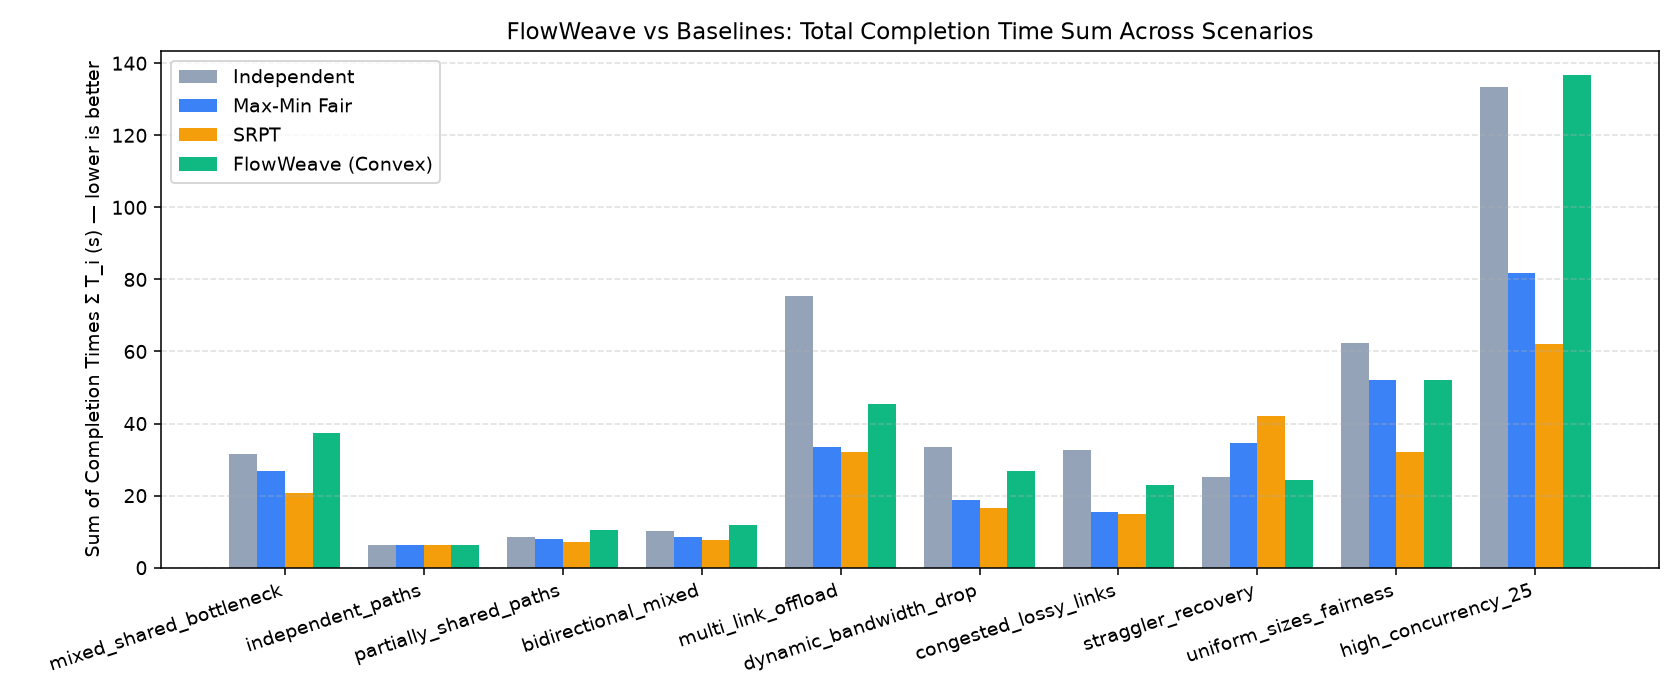 FlowWeave vs Baselines: Total Completion Time Sum Across Scenarios
Sum of Completion Times Σ T_i (s) — lower is better
140
120
100
80
60
40
20
0
Independent
Max-Min Fair
SRPT
FlowWeave (Convex)
mixed_shared_bottleneck
independent_paths
partially_shared_paths
bidirectional_mixed
multi_link_offload
dynamic_bandwidth_drop
congested_lossy_links
straggler_recovery
uniform_sizes_fairness
high_concurrency_25